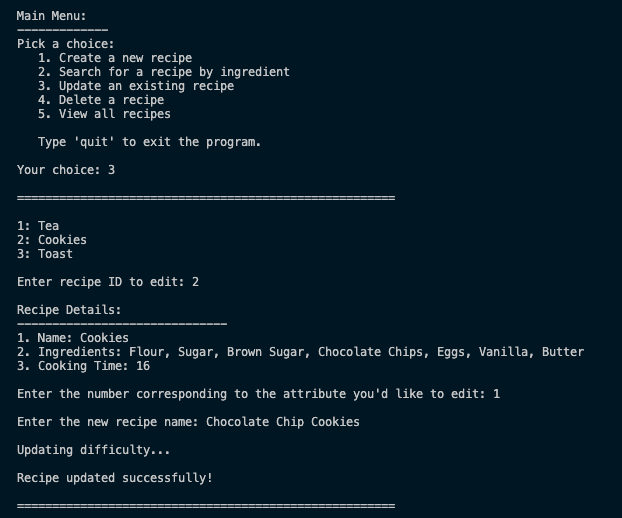 Main Menu:
-------------
Pick a choice:
   1. Create a new recipe
   2. Search for a recipe by ingredient
   3. Update an existing recipe
   4. Delete a recipe
   5. View all recipes
   Type 'quit' to exit the program.
Your choice: 3
======================================================
1: Tea
2: Cookies
3: Toast
Enter recipe ID to edit: 2
Recipe Details:
------------------------------
1. Name: Cookies
2. Ingredients: Flour, Sugar, Brown Sugar, Chocolate Chips, Eggs, Vanilla, Butter
3. Cooking Time: 16
Enter the number corresponding to the attribute you'd like to edit: 1
Enter the new recipe name: Chocolate Chip Cookies
Updating difficulty...
Recipe updated successfully!
======================================================